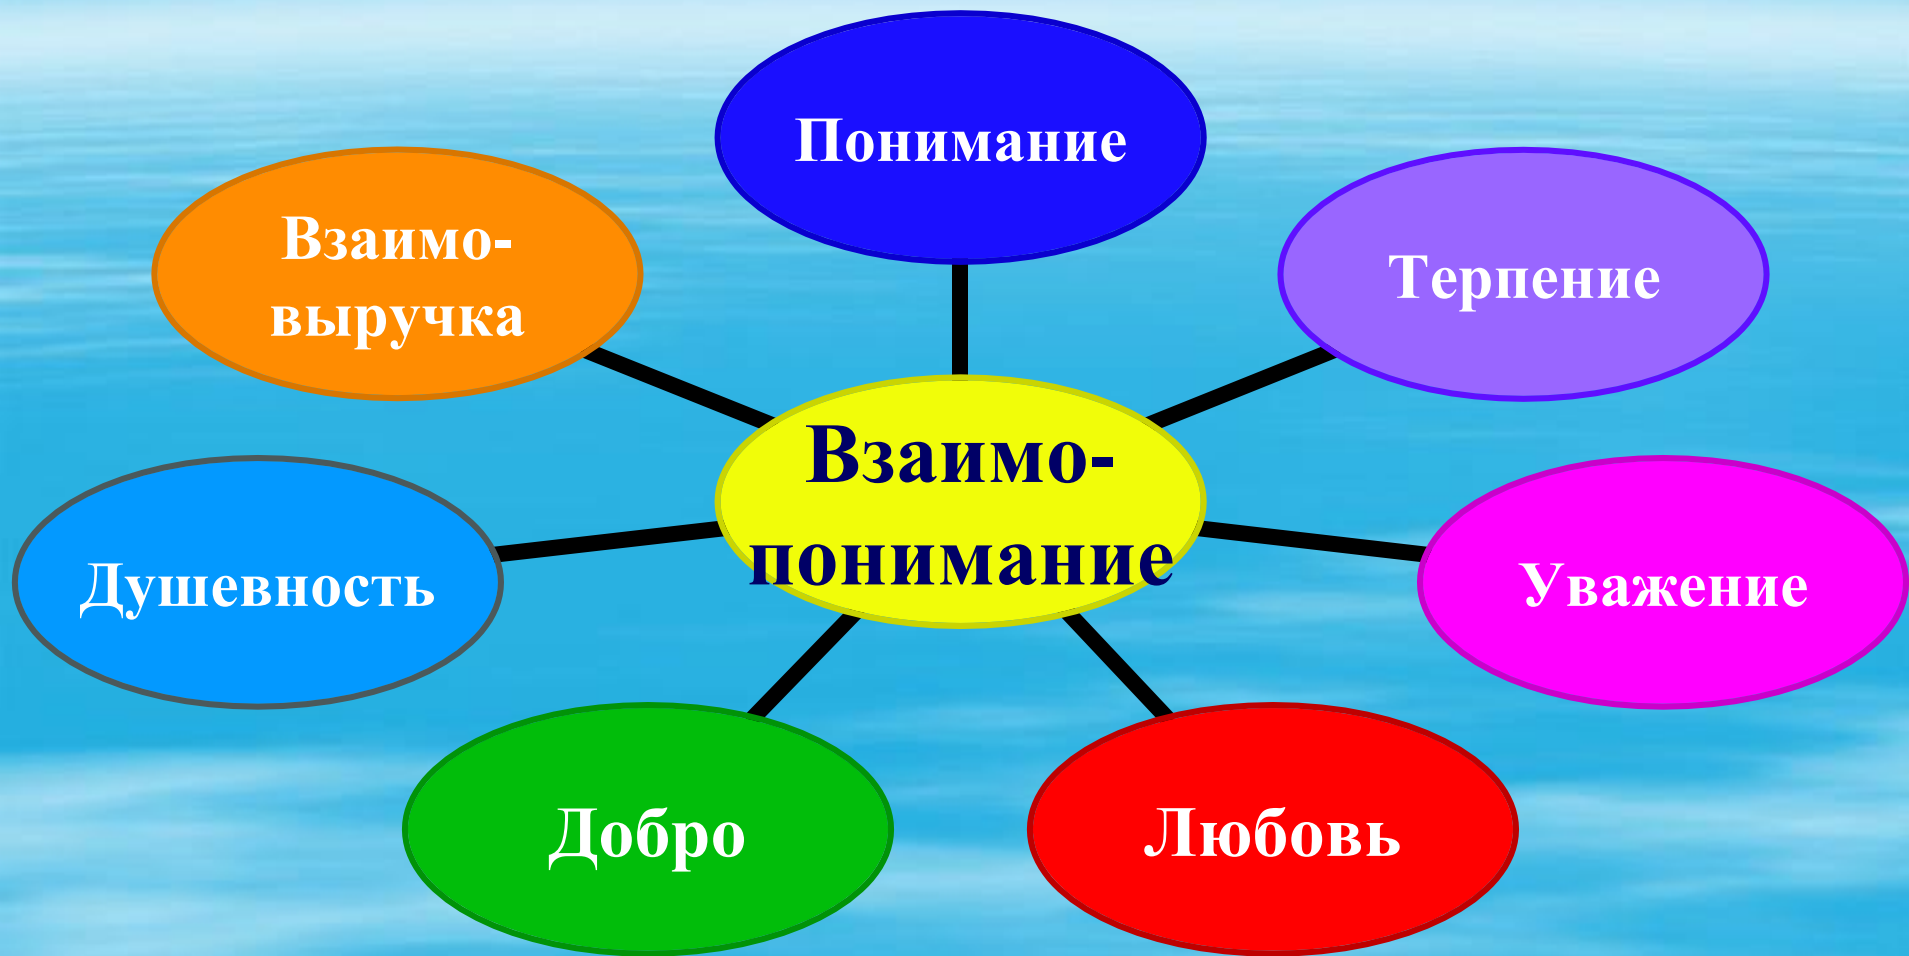 Понимание
Взаимо-
выручка
Терпение
Взаимо-
понимание
Душевность
Уважение
Добро
Любовь